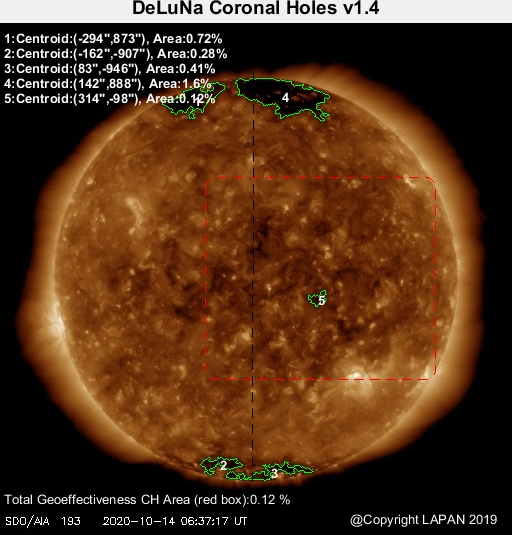 DeLuNa Coronal Holes v1.4
1:Centroid:(-294",873"), Area:0.72%
2:Centroid:(-162",-907"), Area:0.28%
3:Centroid:(83",-946"), Area:0.41%
4:Centroid:(142",888"), Area:1.6%
5:Centroid:(314",-98"), Area:0.12%
1
4
5
2
3
Total Geoeffectiveness CH Area (red box):0.12 %
SDO/AIA 193 2020-10-14 06:37:17 UT
@Copyright LAPAN 2019